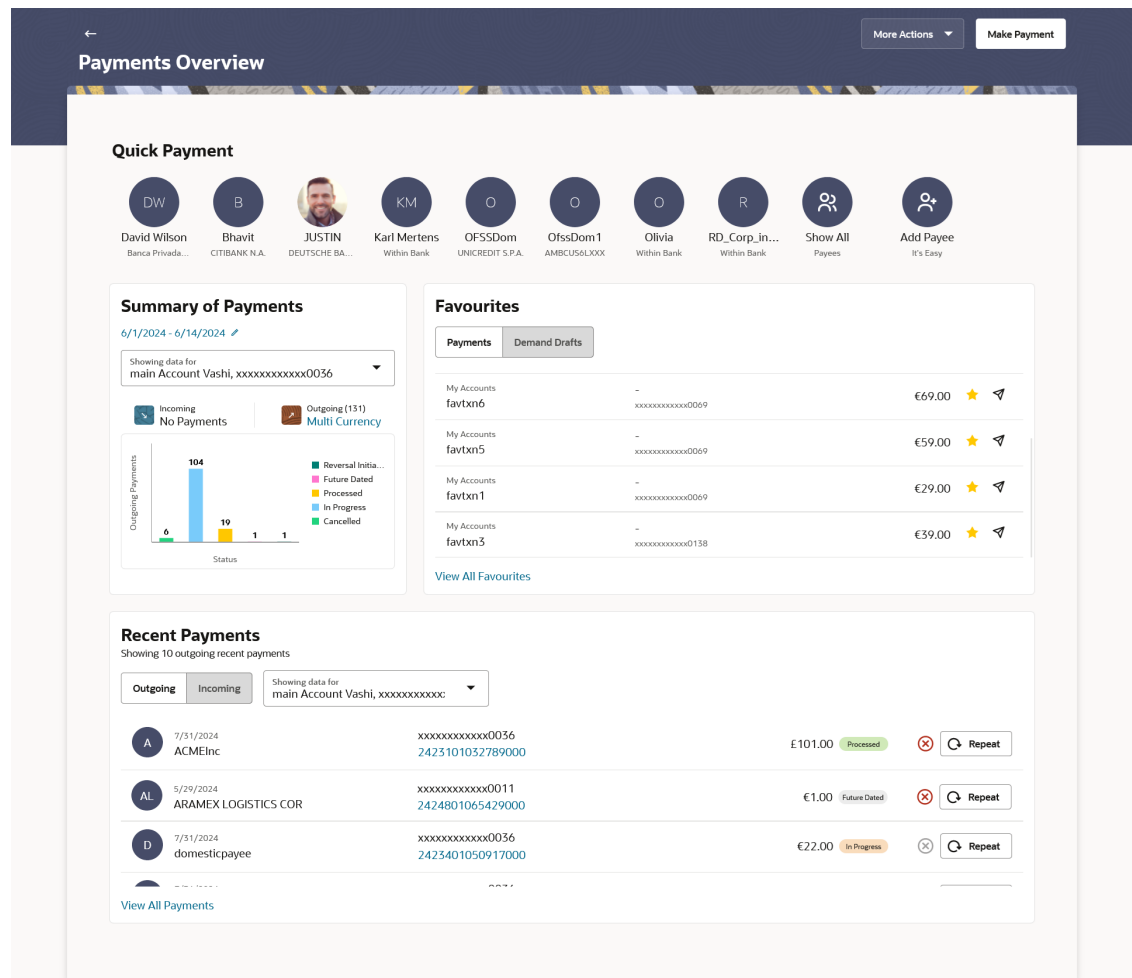 More Actions
Make Payment
Payments Overview
Quick Payment
DW
B
KM
O
O
O
R
David Wilson
Bhavit
JUSTIN
Karl Mertens
OFSSDom
OfssDom1
Olivia
RD_Corp_in...
Show All
Add Payee
Banca Privada...
CITIBANK N.A.
DEUTSCHE BA...
Within Bank
UNICREDIT S.P.A.
AMBCUS6LXXX
Within Bank
Within Bank
Payees
It's Easy
Summary of Payments
6/1/2024 - 6/14/2024
Showing data for
main Account Vashi, xxxxxxxxxxxx0036
Incoming
No Payments
Outgoing (131)
Multi Currency
Outgoing Payments
6
104
19
1
1
Status
Reversal Initia...
Future Dated
Processed
In Progress
Cancelled
Favourites
Payments
Demand Drafts
My Accounts
favtxn6
-
xxxxxxxxxxxx0069
€69.00
My Accounts
favtxn5
-
xxxxxxxxxxxx0069
€59.00
My Accounts
favtxn1
-
xxxxxxxxxxxx0069
€29.00
My Accounts
favtxn3
-
xxxxxxxxxxxx0138
€39.00
View All Favourites
Recent Payments
Showing 10 outgoing recent payments
Outgoing
Incoming
Showing data for
main Account Vashi, xxxxxxxxxxx:
A
7/31/2024
ACMEInc
xxxxxxxxxxxx0036
2423101032789000
£101.00
Processed
Repeat
AL
5/29/2024
ARAMEX LOGISTICS COR
xxxxxxxxxxxx0011
2424801065429000
€1.00
Future Dated
Repeat
D
7/31/2024
domesticpayee
xxxxxxxxxxxx0036
2423401050917000
€22.00
In Progress
Repeat
View All Payments